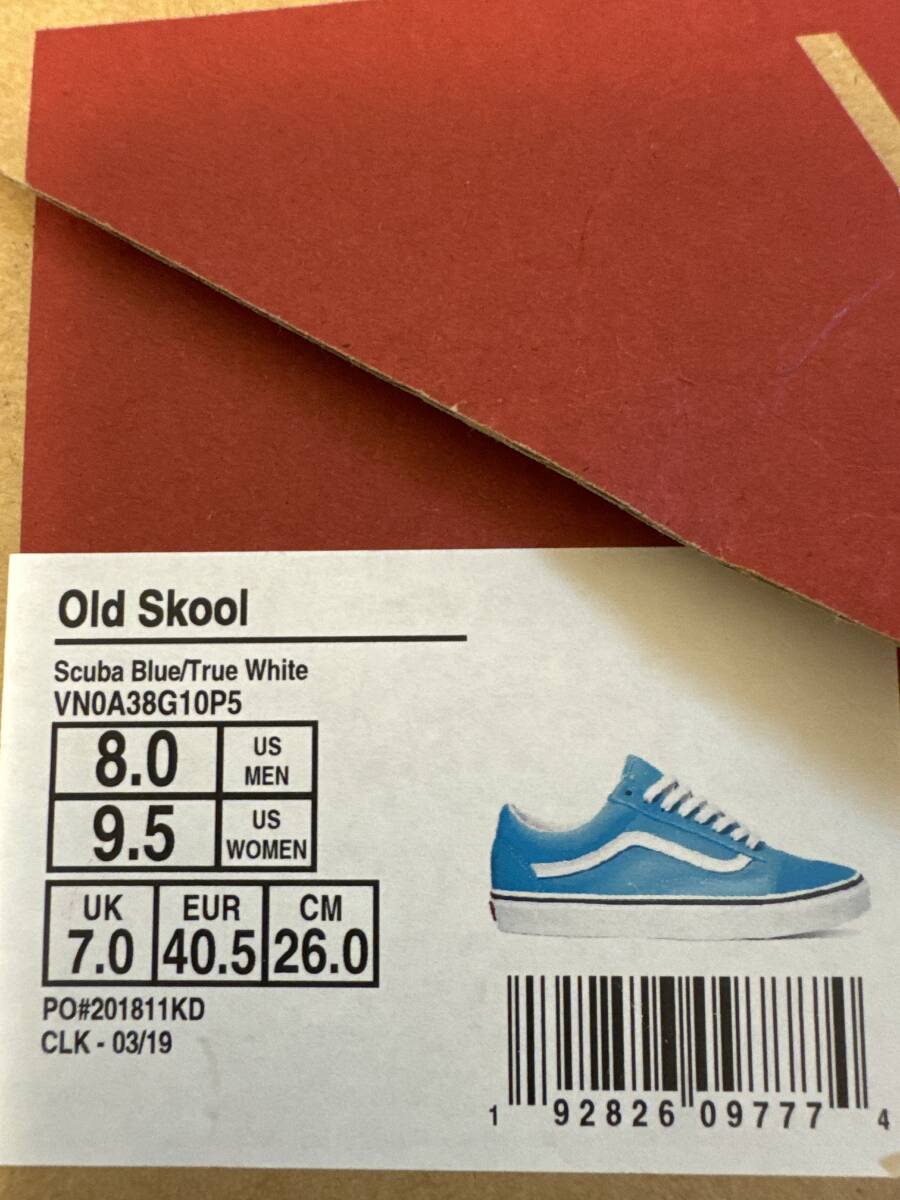 Old Skool
Scuba Blue/True White
VN0A38G10P5
8.0 US MEN
9.5 US WOMEN
UK EUR CM
7.0 40.5 26.0
PO#201811KD
CLK - 03/19
1 92826 09777 4